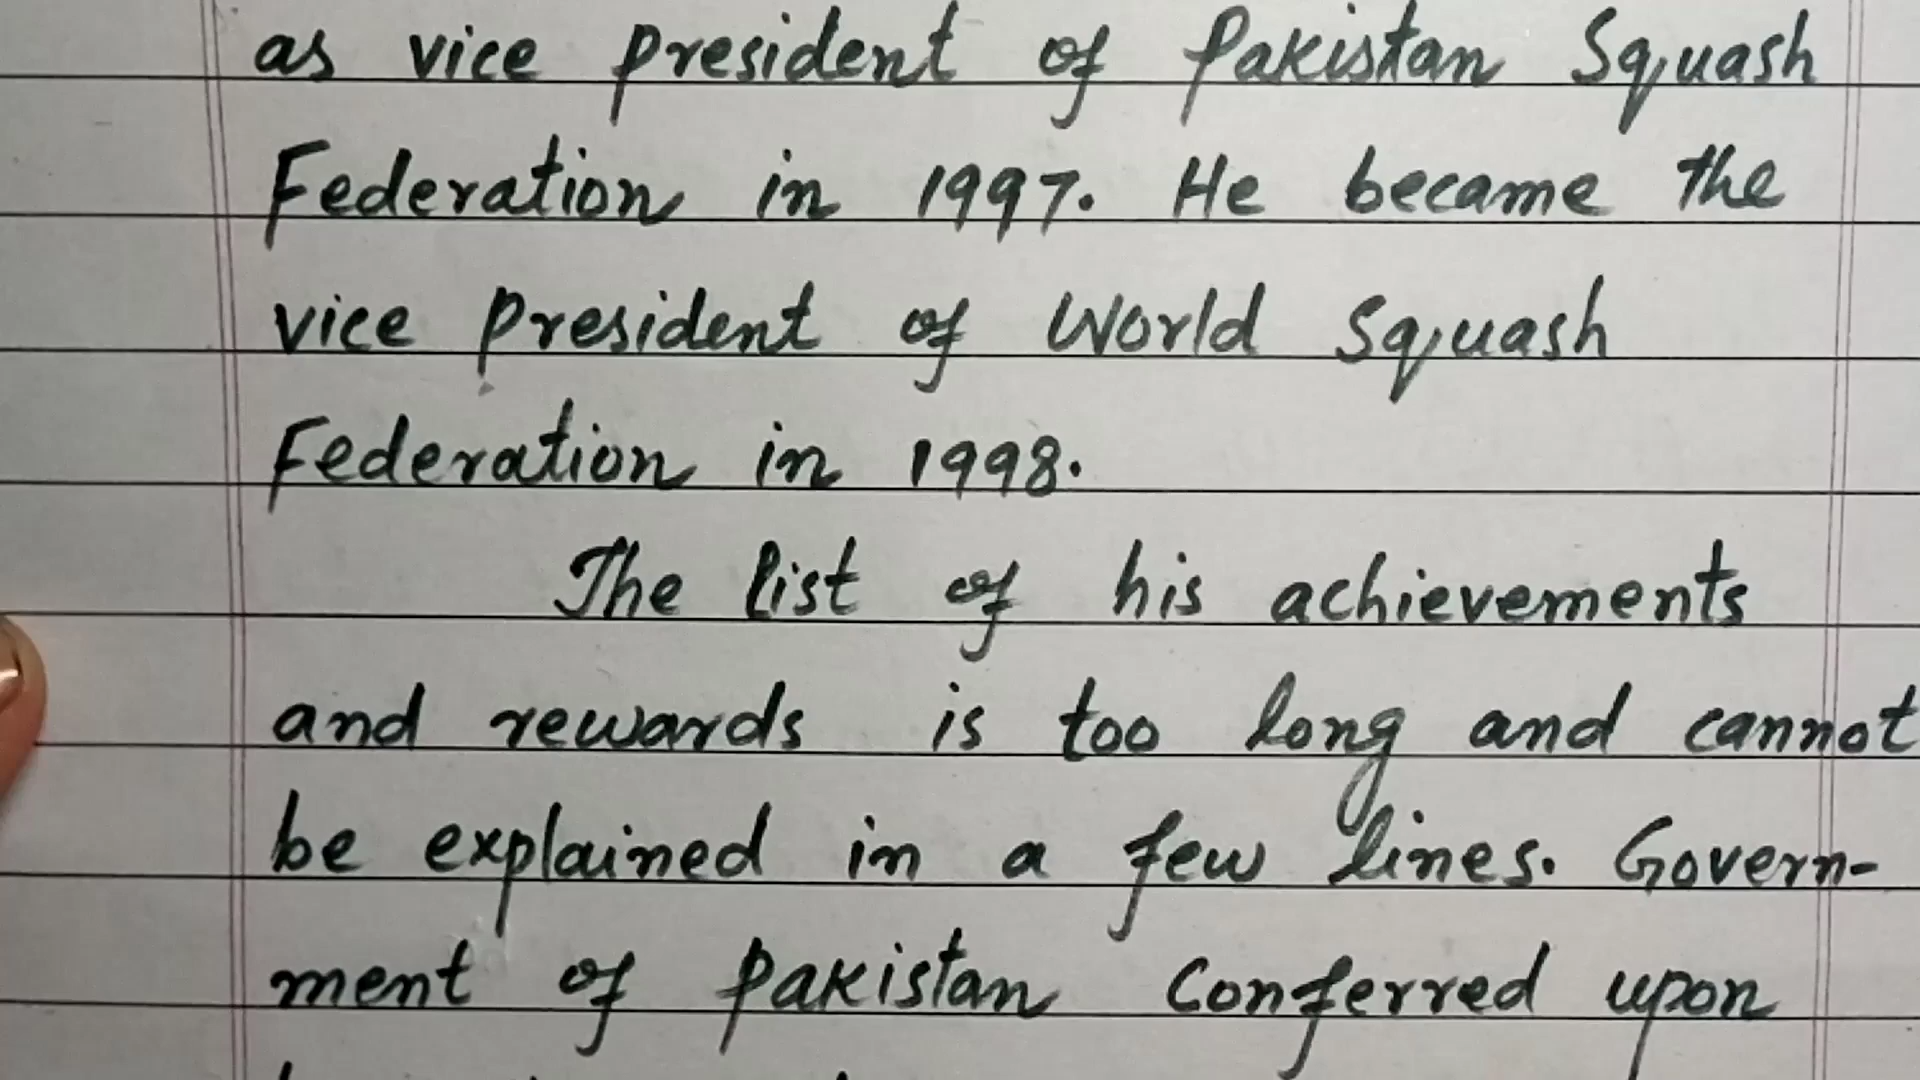 as vice president of Pakistan Squash
Federation in 1997. He became the
vice president of World Squash
Federation in 1998.
The list of his achievements
and rewards is too long and cannot
be explained in a few lines. Govern-
ment of Pakistan Conferred upon